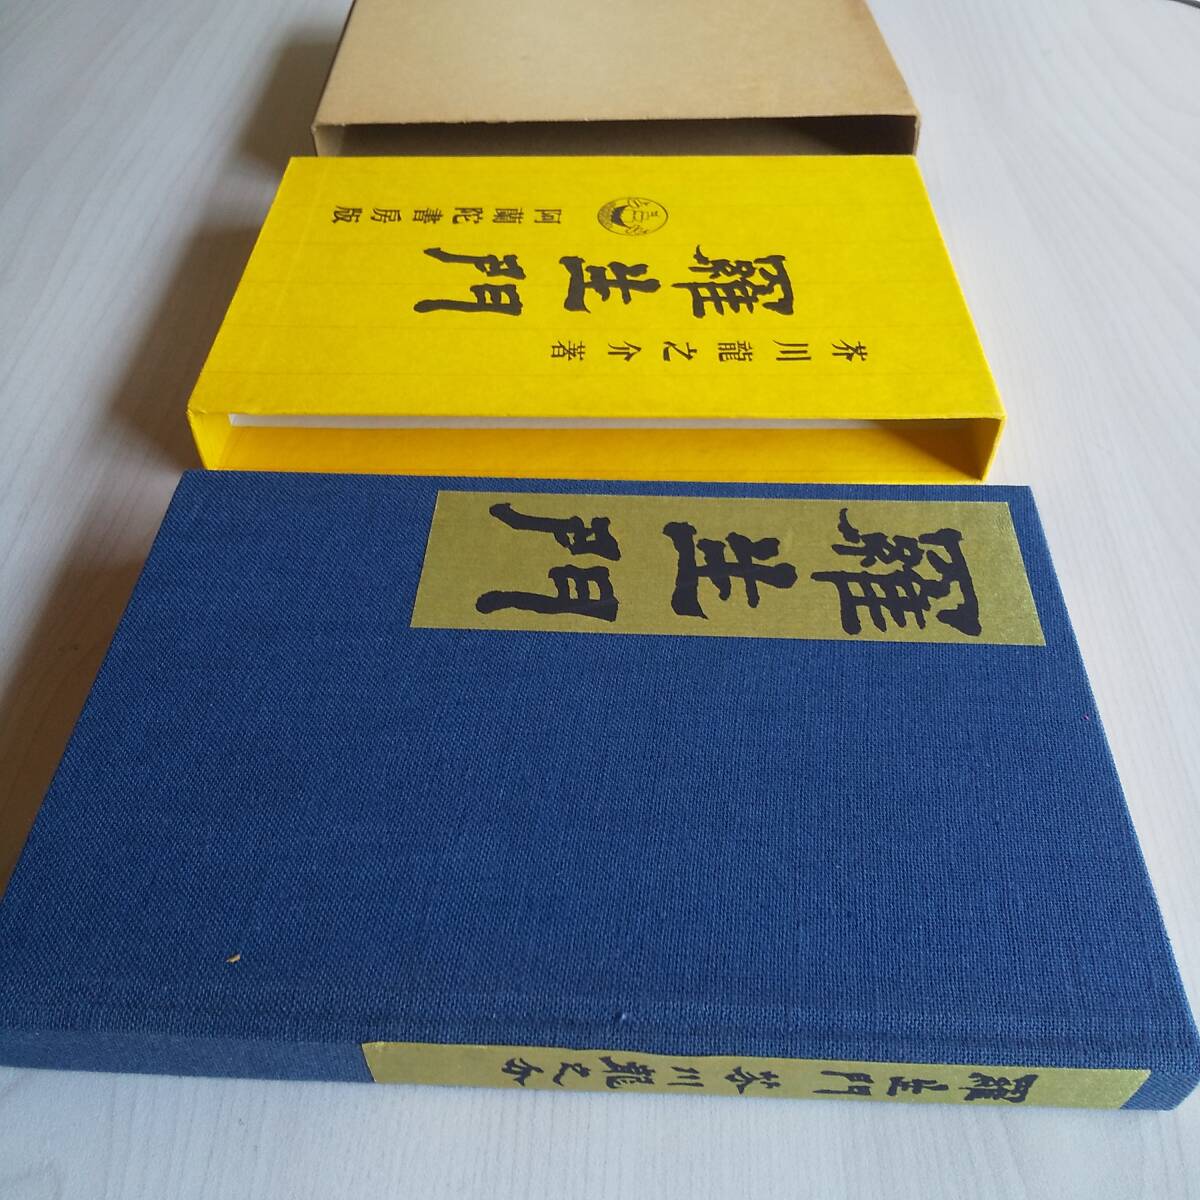 芥川龍之介著
羅生門
阿蘭陀書房版
羅生門
羅生門 芥川龍之介